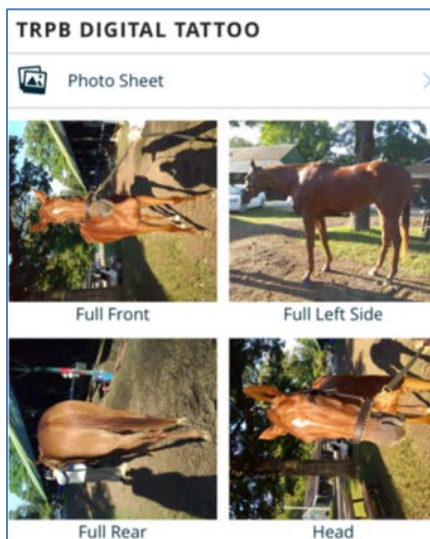 TRPB DIGITAL TATTOO
Photo Sheet
Full Front
Full Left Side
Full Rear
Head